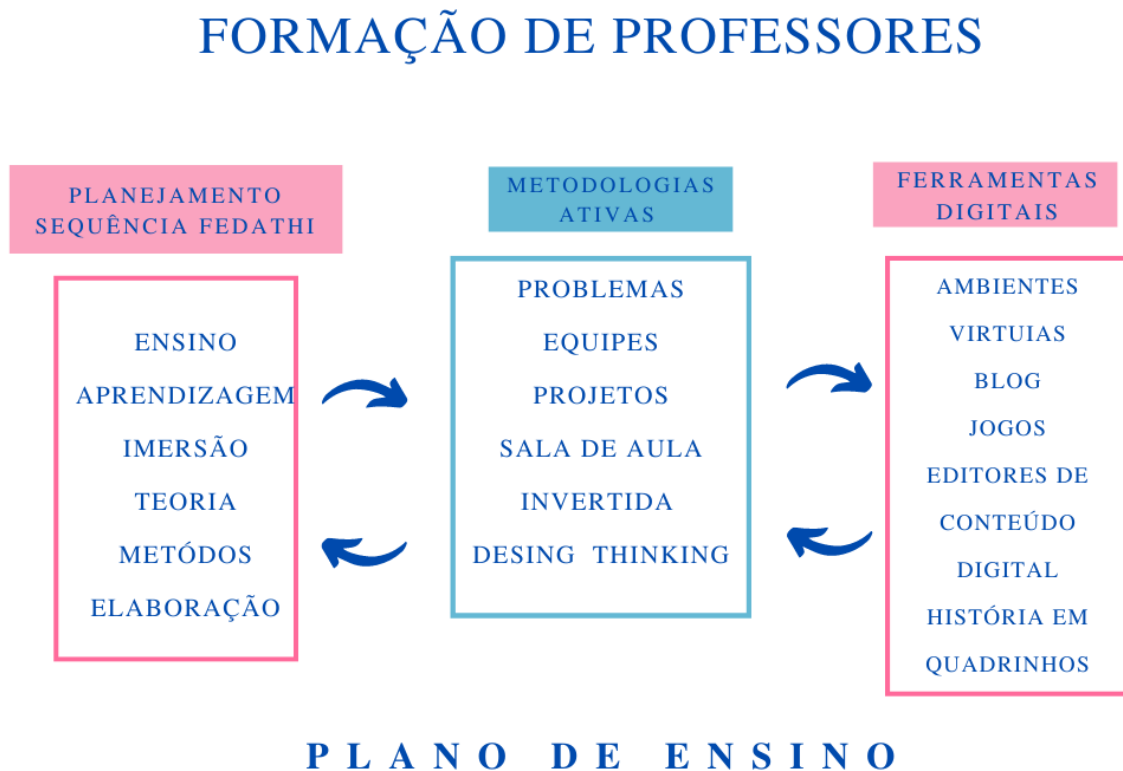 FORMAÇÃO DE PROFESSORES
PLANEJAMENTO
SEQUÊNCIA FEDATHI
ENSINO
APRENDIZAGEM
IMERSÃO
TEORIA
METÓDOS
ELABORAÇÃO
METODOLOGIAS
ATIVAS
PROBLEMAS
EQUIPES
PROJETOS
SALA DE AULA
INVERTIDA
DESING THINKING
FERRAMENTAS
DIGITAIS
AMBIENTES
VIRTUIAS
BLOG
JOGOS
EDITORES DE
CONTEÚDO
DIGITAL
HISTÓRIA EM
QUADRINHOS
PLANO DE ENSINO